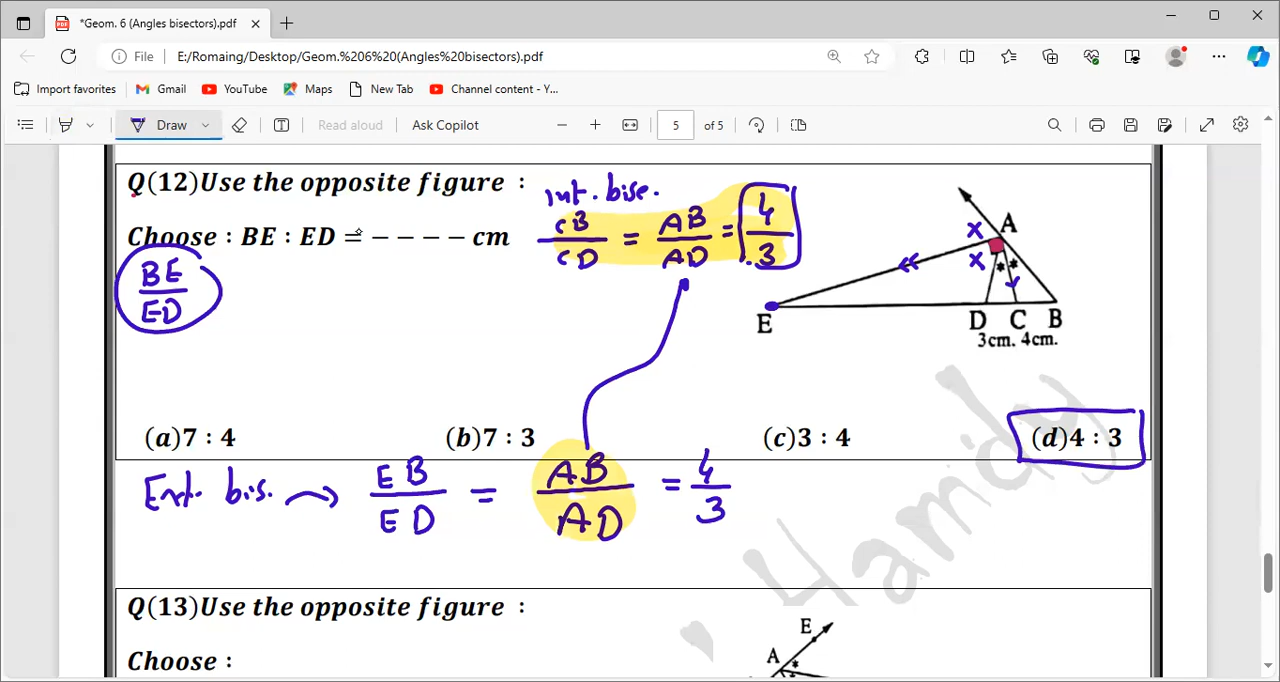 *Geom. 6 (Angles bisectors).pdf
File E:/Romaing/Desktop/Geom.%206%20(Angles%20bisectors).pdf
Import favorites Gmail YouTube Maps New Tab Channel content - Y...
Draw Read aloud Ask Copilot 5 of 5
Q(12)Use the opposite figure :
Int. bise.
Choose : BE : ED = − − − − cm
CB/CD = AB/AD = 4/3
BE/ED
A
x
x
* *
E D C B
3cm. 4cm.
(a)7 : 4 (b)7 : 3 (c)3 : 4 (d)4 : 3
Ext. bis. → EB/ED = AB/AD = 4/3
Hamidy
Q(13)Use the opposite figure :
E
Choose :
A *